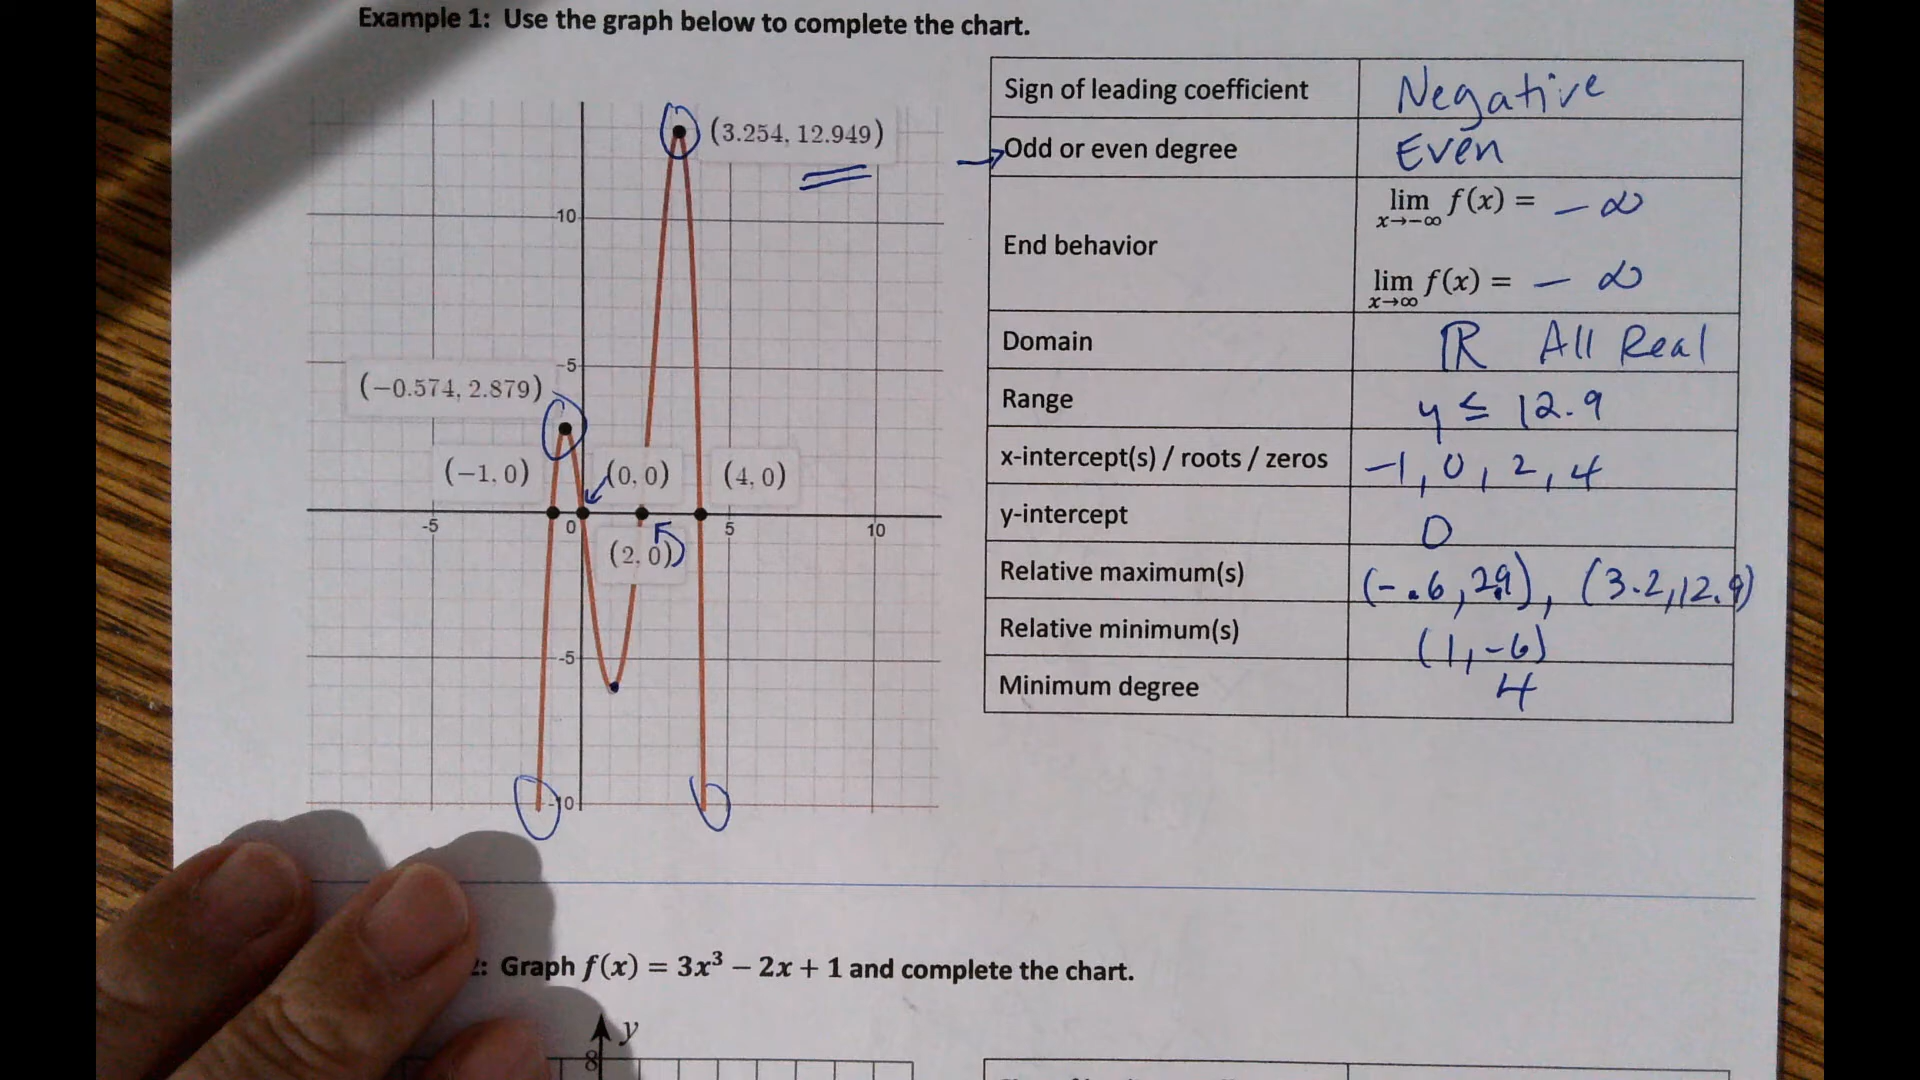 Example 1: Use the graph below to complete the chart.
(3.254, 12.949)
10
5
(−0.574, 2.879)
(−1, 0)
(0, 0)
(4, 0)
-5
0
5
10
(2, 0)
-5
-10
Sign of leading coefficient Negative
Odd or even degree Even
End behavior
lim x→−∞ f(x) = − ∞
lim x→∞ f(x) = − ∞
Domain ℝ All Real
Range y ≤ 12.9
x-intercept(s) / roots / zeros −1, 0, 2, 4
y-intercept 0
Relative maximum(s) (-.6, 2.9), (3.2, 12.9)
Relative minimum(s) (1, -6)
Minimum degree 4
2: Graph f(x) = 3x³ − 2x + 1 and complete the chart.
y
8